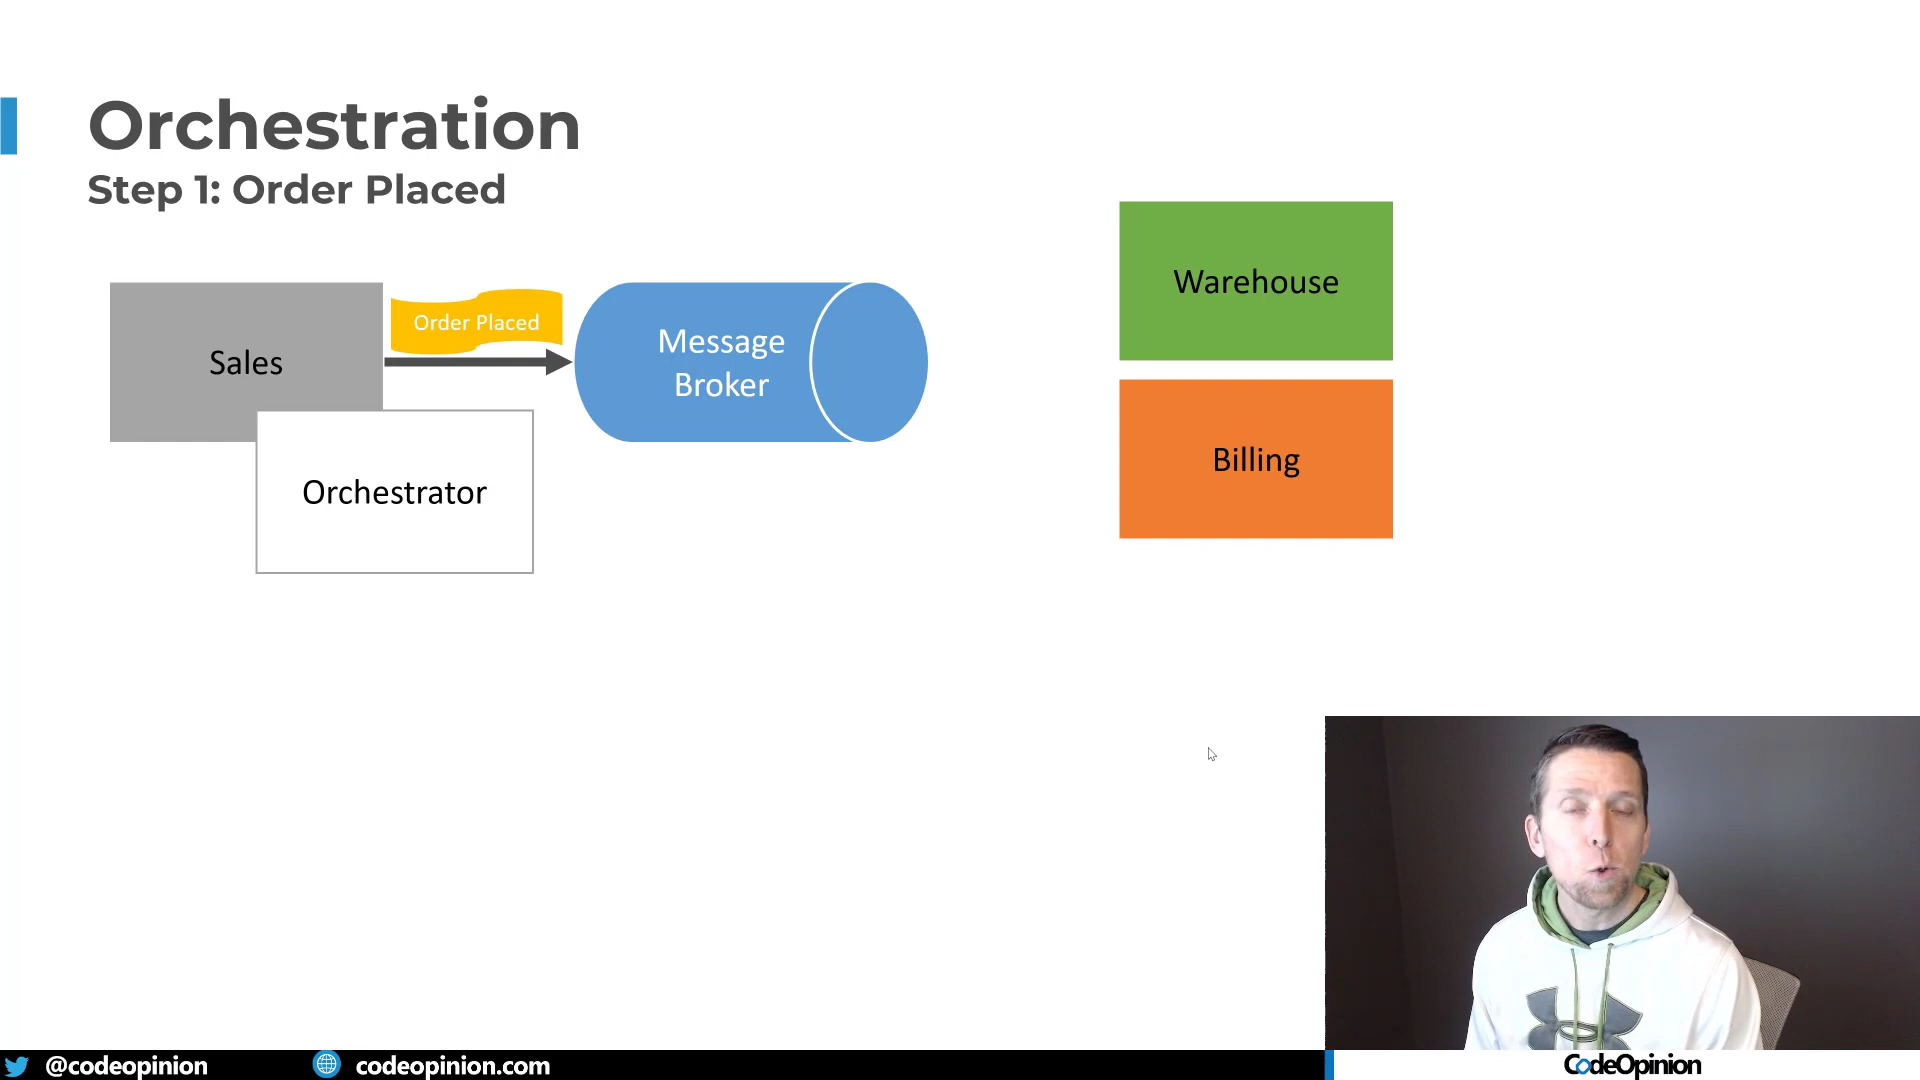 Orchestration
Step 1: Order Placed
Sales
Order Placed
Message
Broker
Orchestrator
Warehouse
Billing
@codeopinion
codeopinion.com
CodeOpinion